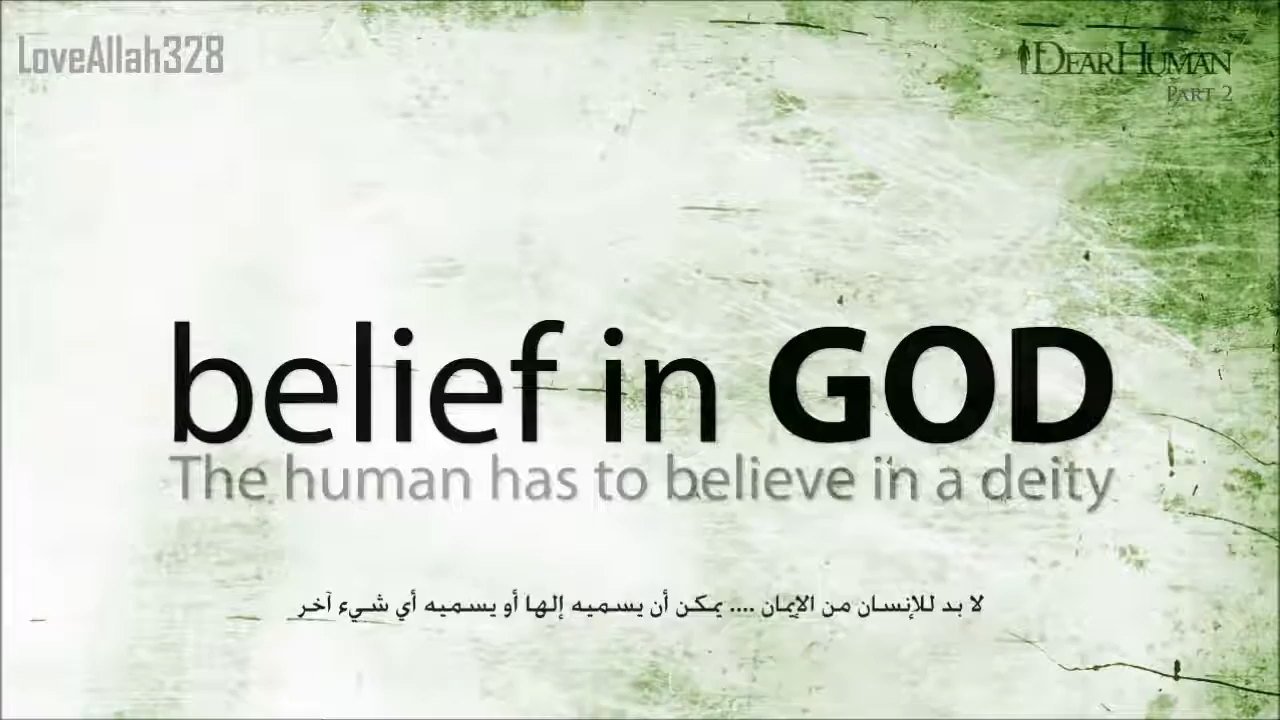 LoveAllah328
DEARHUMAN
PART 2
belief in GOD
The human has to believe in a deity
لا بد للإنسان من الإيمان .... يمكن أن يسميه إلها أو يسميه أي شيء آخر